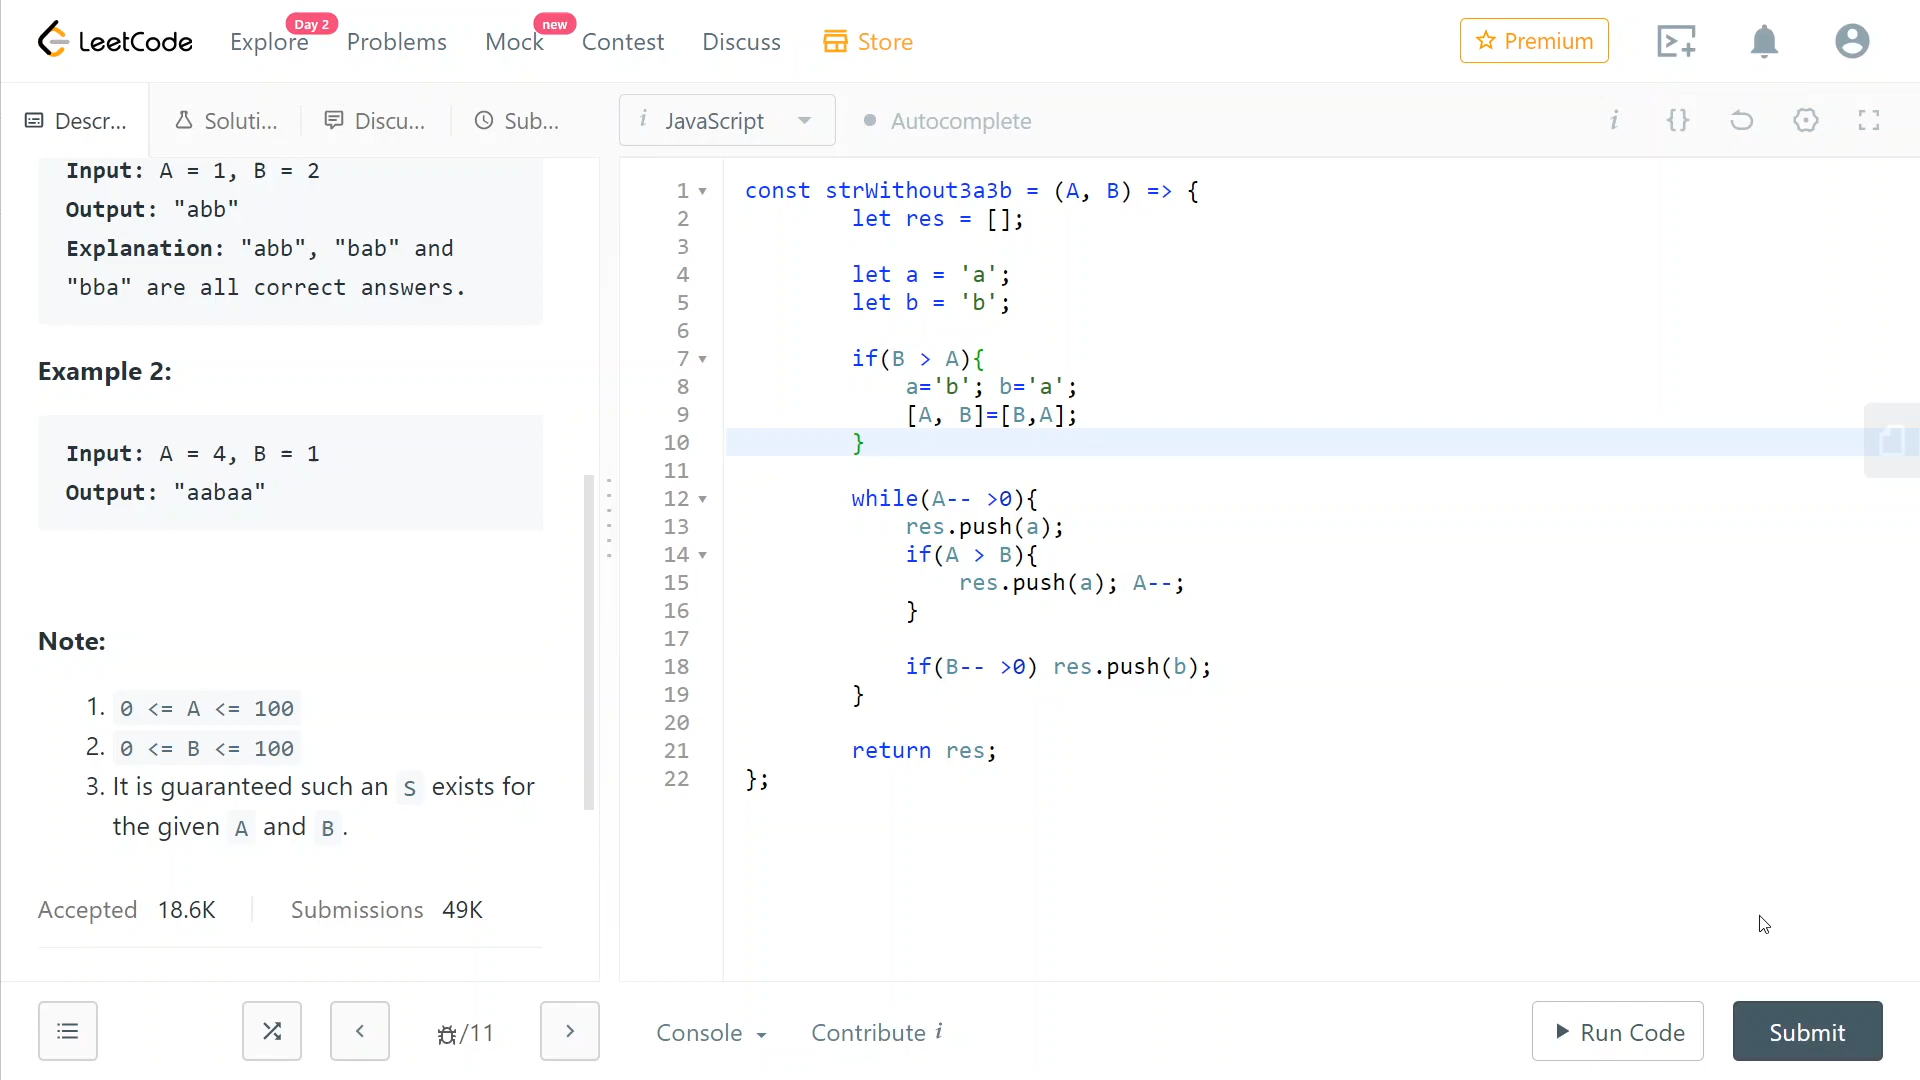 LeetCode
Explore Day 2 Problems Mock new Contest Discuss Store Premium
Descr... Soluti... Discu... Sub...
i JavaScript Autocomplete i {}
Input: A = 1, B = 2
Output: "abb"
Explanation: "abb", "bab" and
"bba" are all correct answers.
Example 2:
Input: A = 4, B = 1
Output: "aabaa"
Note:
1. 0 <= A <= 100
2. 0 <= B <= 100
3. It is guaranteed such an S exists for
the given A and B.
Accepted 18.6K Submissions 49K
1 const strWithout3a3b = (A, B) => {
2 let res = [];
3
4 let a = 'a';
5 let b = 'b';
6
7 if(B > A){
8 a='b'; b='a';
9 [A, B]=[B,A];
10 }
11
12 while(A-- >0){
13 res.push(a);
14 if(A > B){
15 res.push(a); A--;
16 }
17
18 if(B-- >0) res.push(b);
19 }
20
21 return res;
22 };
/11 Console Contribute i Run Code Submit